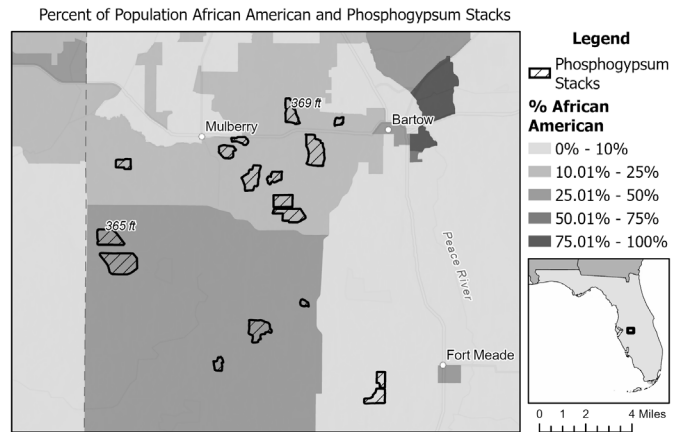 Percent of Population African American and Phosphogypsum Stacks
369 ft
Mulberry
Bartow
365 ft
Peace River
Fort Meade
Legend
Phosphogypsum
Stacks
% African
American
0% - 10%
10.01% - 25%
25.01% - 50%
50.01% - 75%
75.01% - 100%
0 1 2 4 Miles